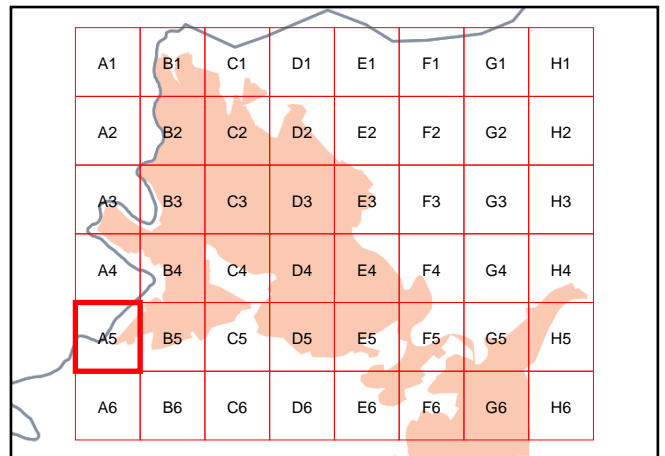 A1 B1 C1 D1 E1 F1 G1 H1
A2 B2 C2 D2 E2 F2 G2 H2
A3 B3 C3 D3 E3 F3 G3 H3
A4 B4 C4 D4 E4 F4 G4 H4
A5 B5 C5 D5 E5 F5 G5 H5
A6 B6 C6 D6 E6 F6 G6 H6